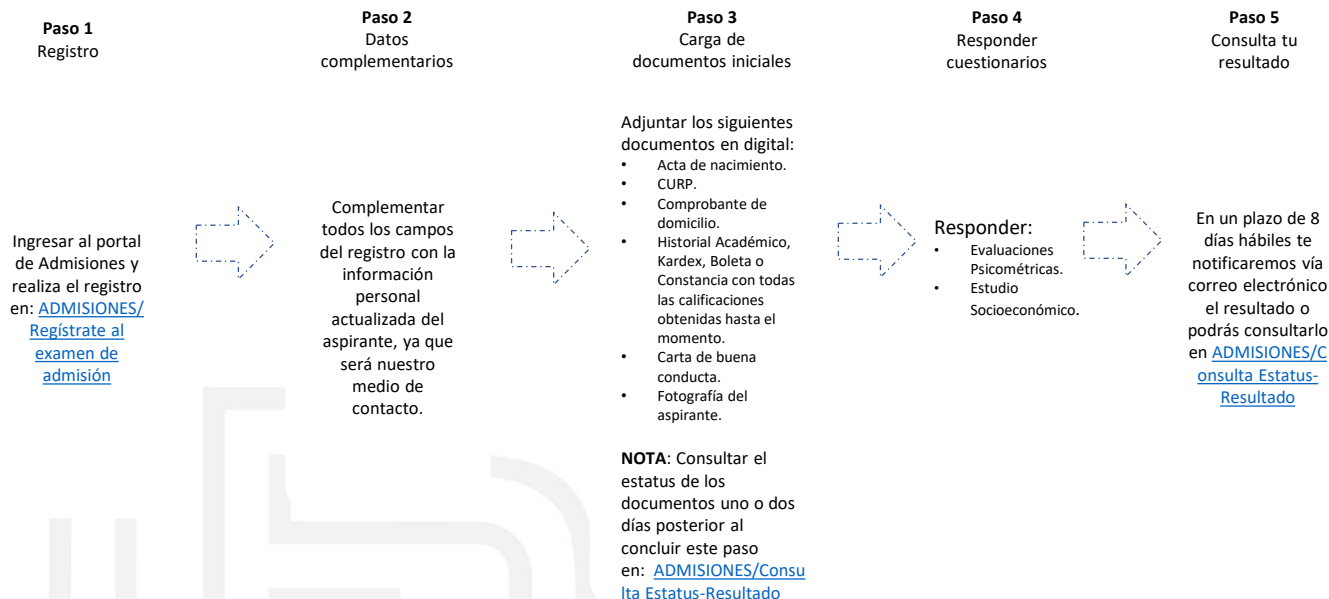 Paso 1
Registro
Ingresar al portal
de Admisiones y
realiza el registro
en: ADMISIONES/
Regístrate al
examen de
admisión
Paso 2
Datos
complementarios
Complementar
todos los campos
del registro con la
información
personal
actualizada del
aspirante, ya que
será nuestro
medio de
contacto.
Paso 3
Carga de
documentos iniciales
Adjuntar los siguientes
documentos en digital:
• Acta de nacimiento.
• CURP.
• Comprobante de
domicilio.
• Historial Académico,
Kardex, Boleta o
Constancia con todas
las calificaciones
obtenidas hasta el
momento.
• Carta de buena
conducta.
• Fotografía del
aspirante.
NOTA: Consultar el
estatus de los
documentos uno o dos
días posterior al
concluir este paso
en: ADMISIONES/Consu
lta Estatus-Resultado
Paso 4
Responder
cuestionarios
Responder:
• Evaluaciones
Psicométricas.
• Estudio
Socioeconómico.
Paso 5
Consulta tu
resultado
En un plazo de 8
días hábiles te
notificaremos vía
correo electrónico
el resultado o
podrás consultarlo
en ADMISIONES/C
onsulta Estatus-
Resultado